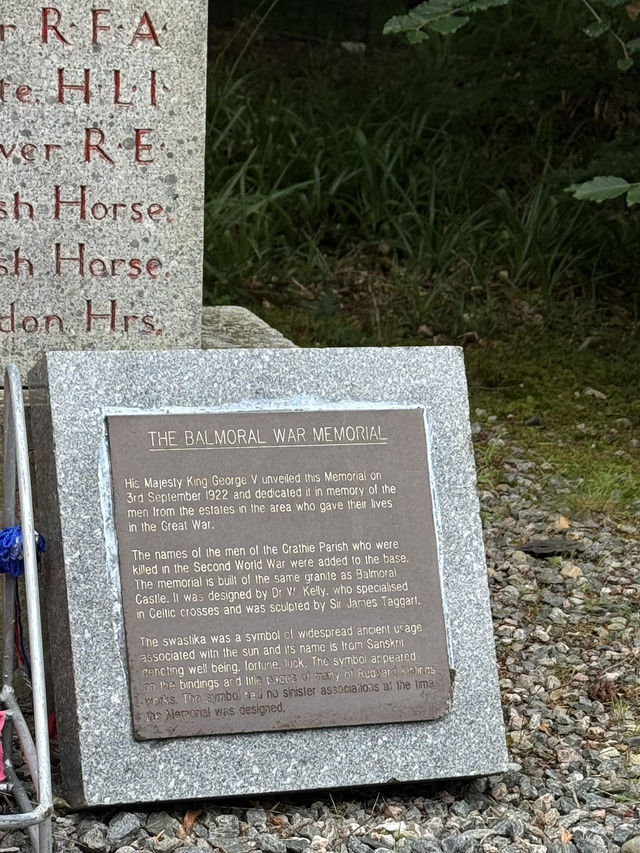 r R·F·A·
te. H·L·I·
ver R·E·
sh Horse.
sh Horse.
don Hrs.
THE BALMORAL WAR MEMORIAL
His Majesty King George V unveiled this Memorial on
3rd September 1922 and dedicated it in memory of the
men from the estates in the area who gave their lives
in the Great War.
The names of the men of the Crathie Parish who were
killed in the Second World War were added to the base.
The memorial is built of the same granite as Balmoral
Castle. It was designed by Dr W. Kelly, who specialised
in Celtic crosses and was sculpted by Sir James Taggart.
The swastika was a symbol of widespread ancient usage
associated with the sun and its name is from Sanskrit
denoting well being, fortune, luck. The symbol appeared
on the bindings and title pages of many of Rudyard Kiplings
works. The symbol had no sinister associations at the time
the Memorial was designed.